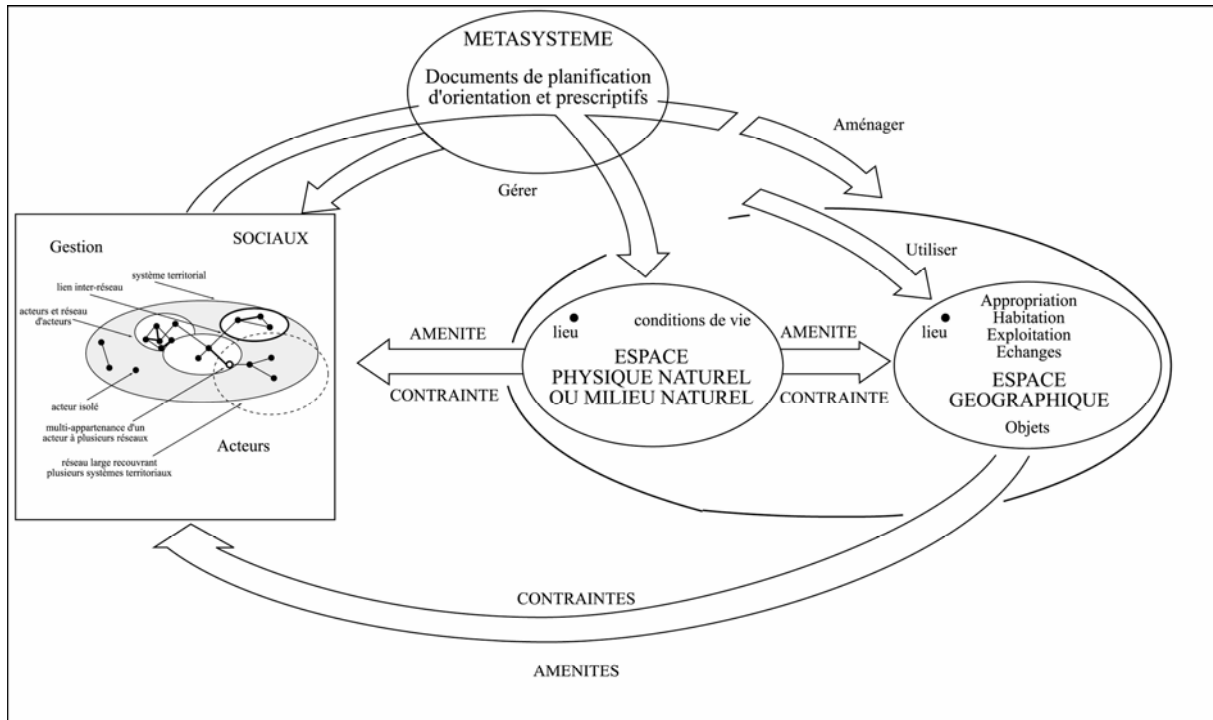 METASYSTEME
Documents de planification
d'orientation et prescriptifs
Aménager
Gérer
Utiliser
Gestion
SOCIAUX
système territorial
lien inter-réseau
acteurs et réseau
d'acteurs
acteur isolé
multi-appartenance d'un
acteur à plusieurs réseaux
Acteurs
réseau large recouvrant
plusieurs systèmes territoriaux
AMENITE
CONTRAINTE
lieu
conditions de vie
ESPACE
PHYSIQUE NATUREL
OU MILIEU NATUREL
AMENITE
CONTRAINTE
Appropriation
Habitation
Exploitation
Echanges
lieu
ESPACE
GEOGRAPHIQUE
Objets
CONTRAINTES
AMENITES